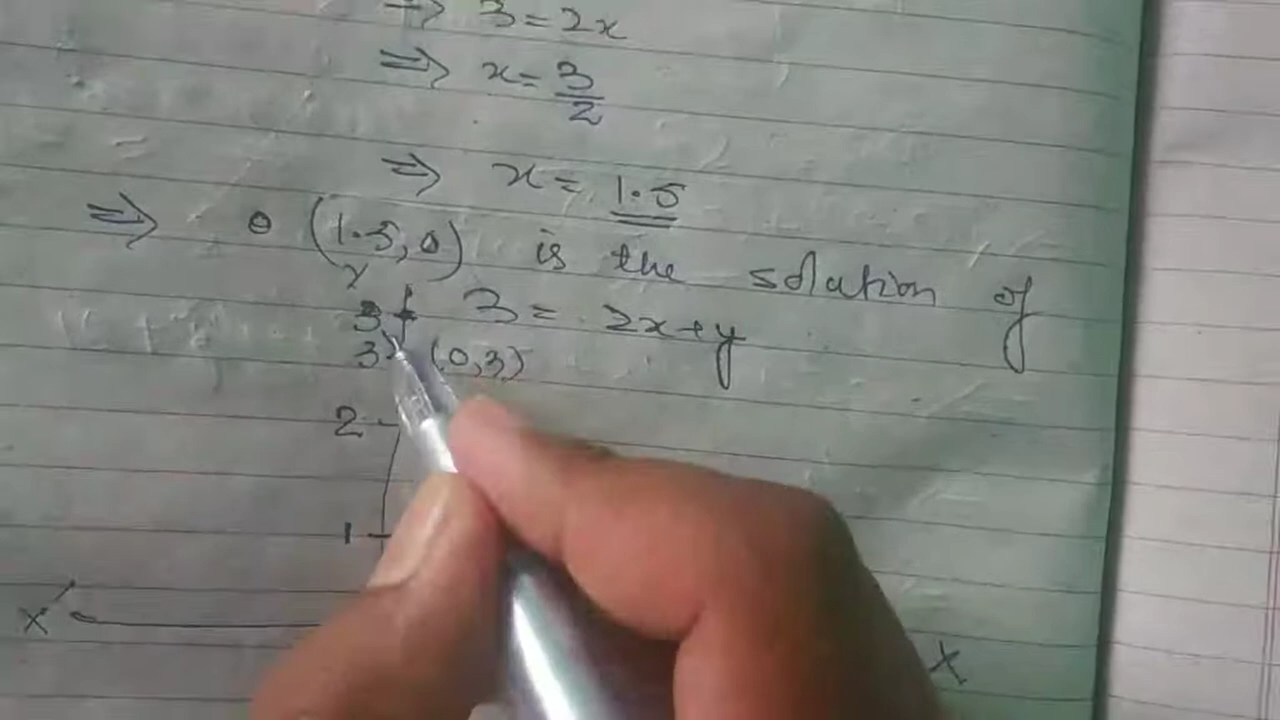 ⇒ 3 = 2x
⇒ x = 3/2
⇒ x = 1.5
⇒ (1.5, 0) is the solution of
Y
3 3 = 2x+y
3 (0,3)
2
1
X' X